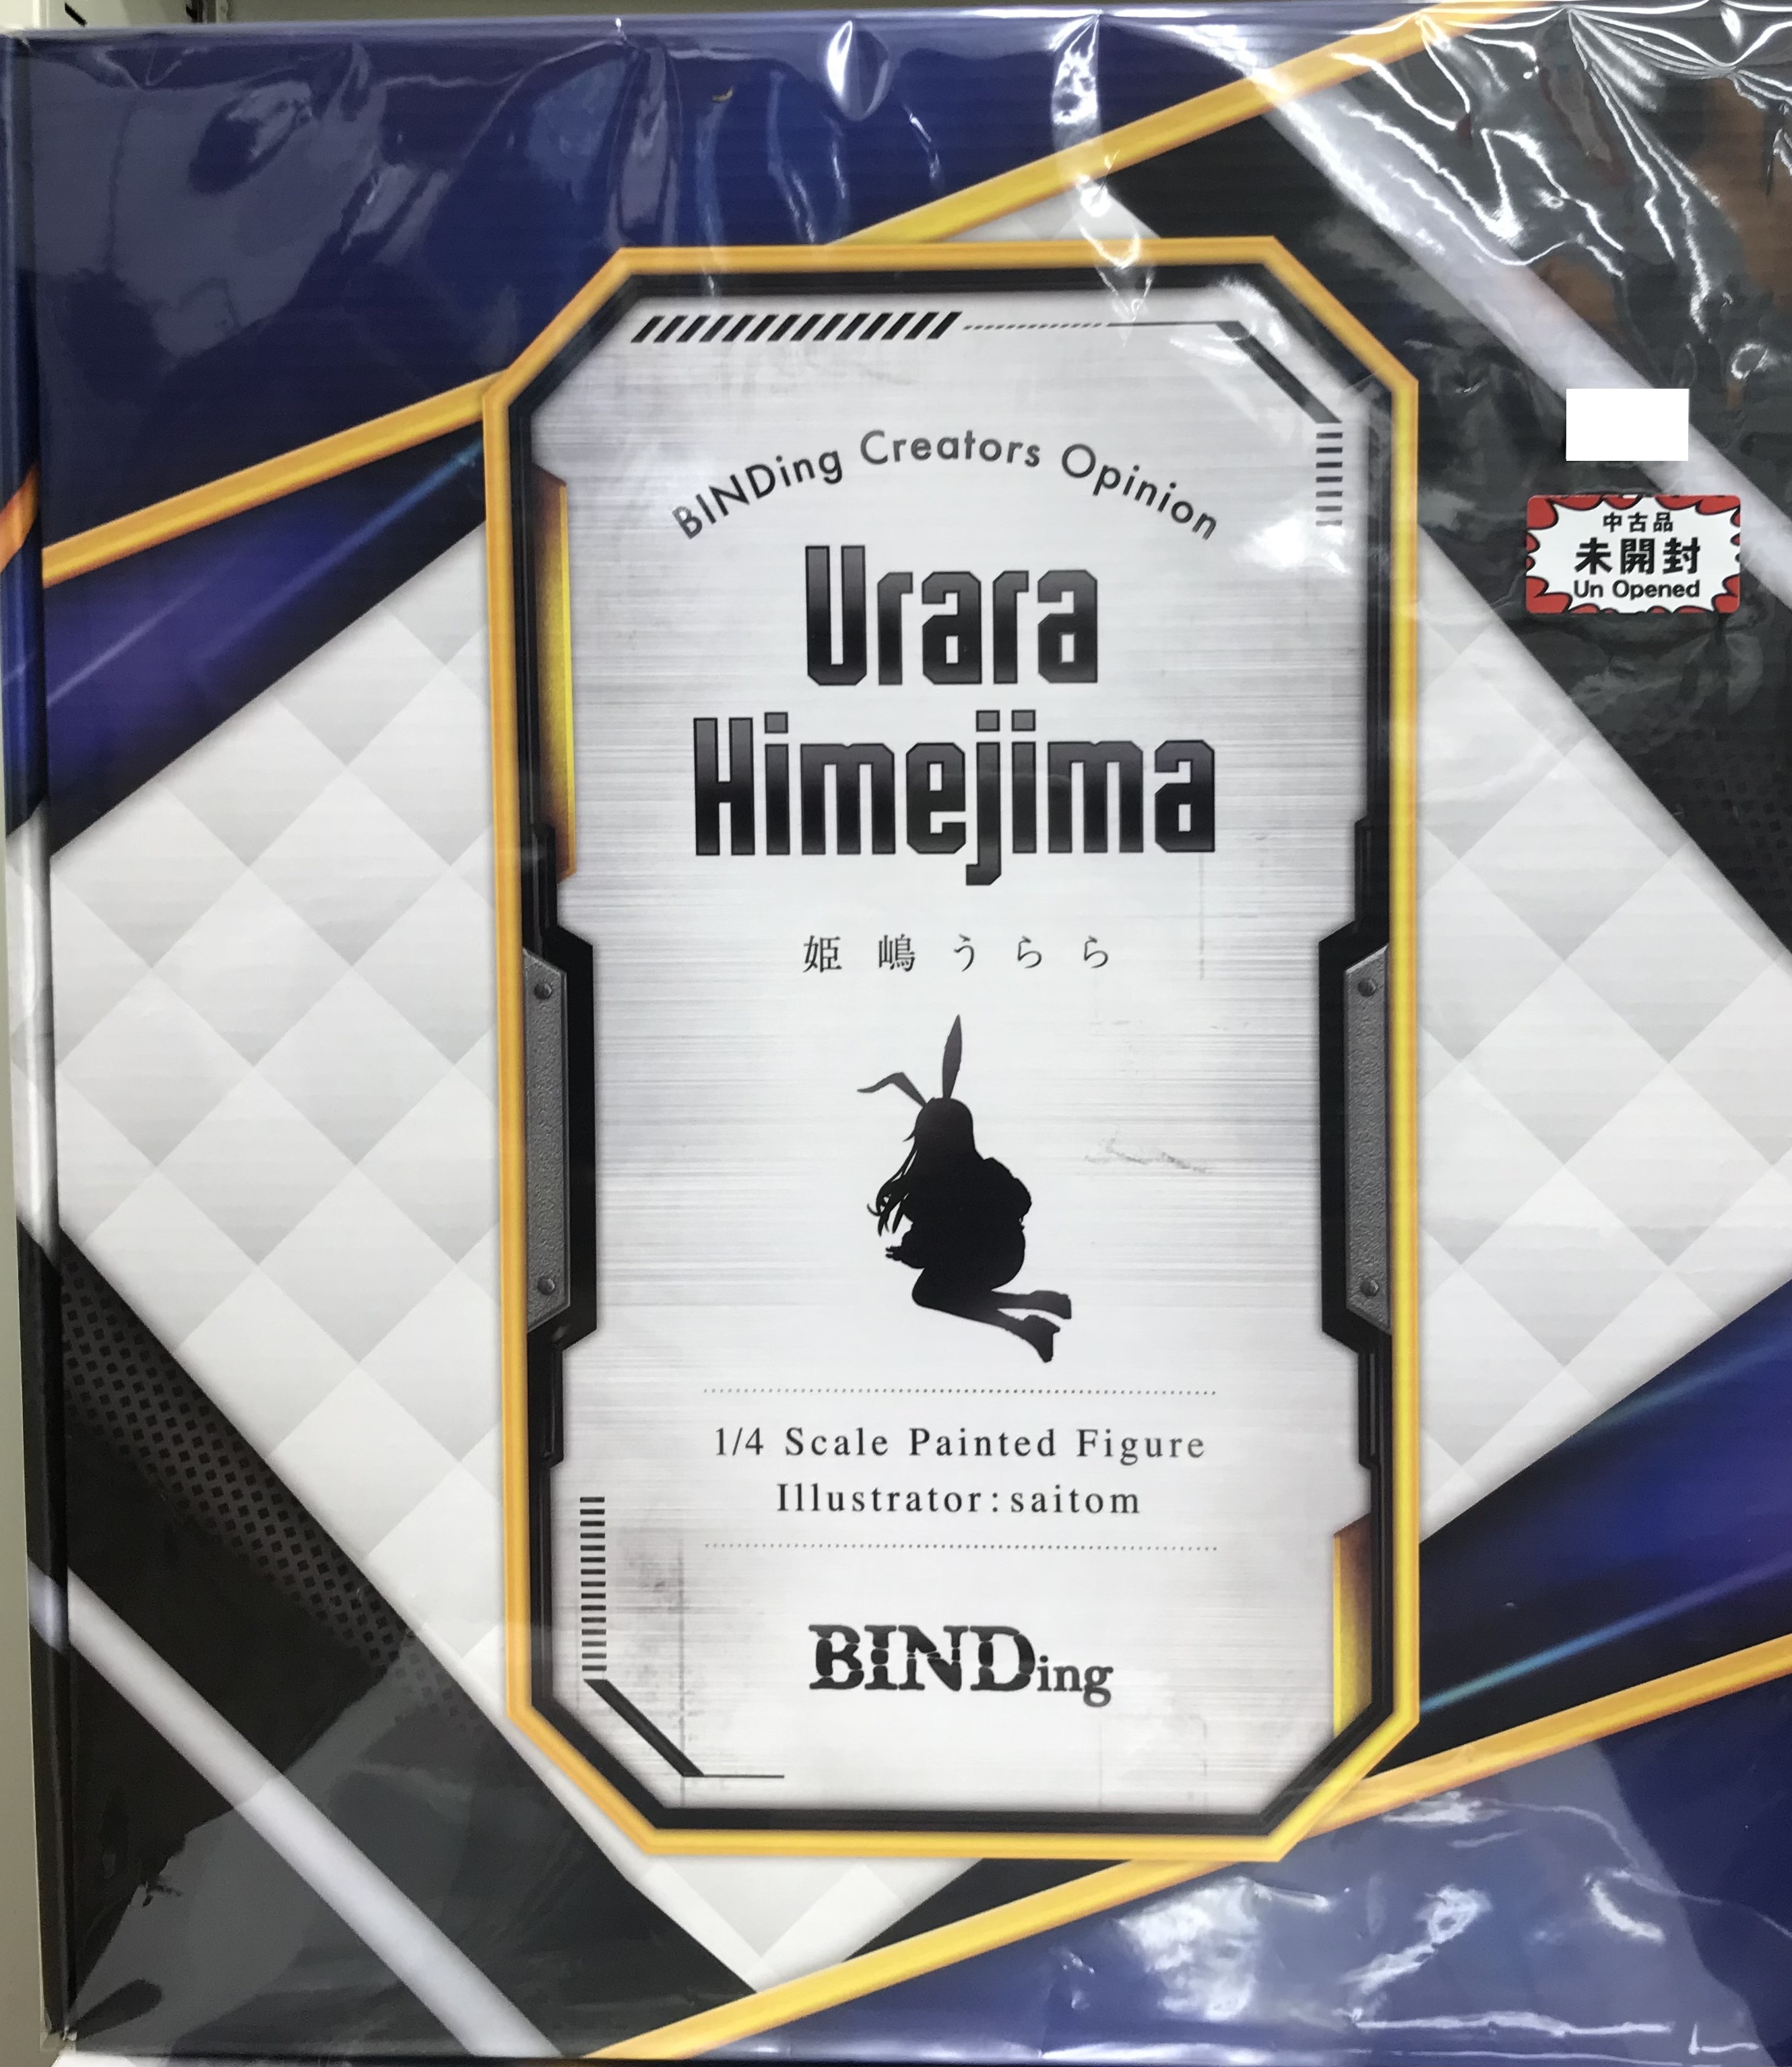 BINDing Creators Opinion
Urara
Himejima
姫嶋うらら
1/4 Scale Painted Figure
Illustrator:saitom
BINDing
中古品
未開封
Un Opened